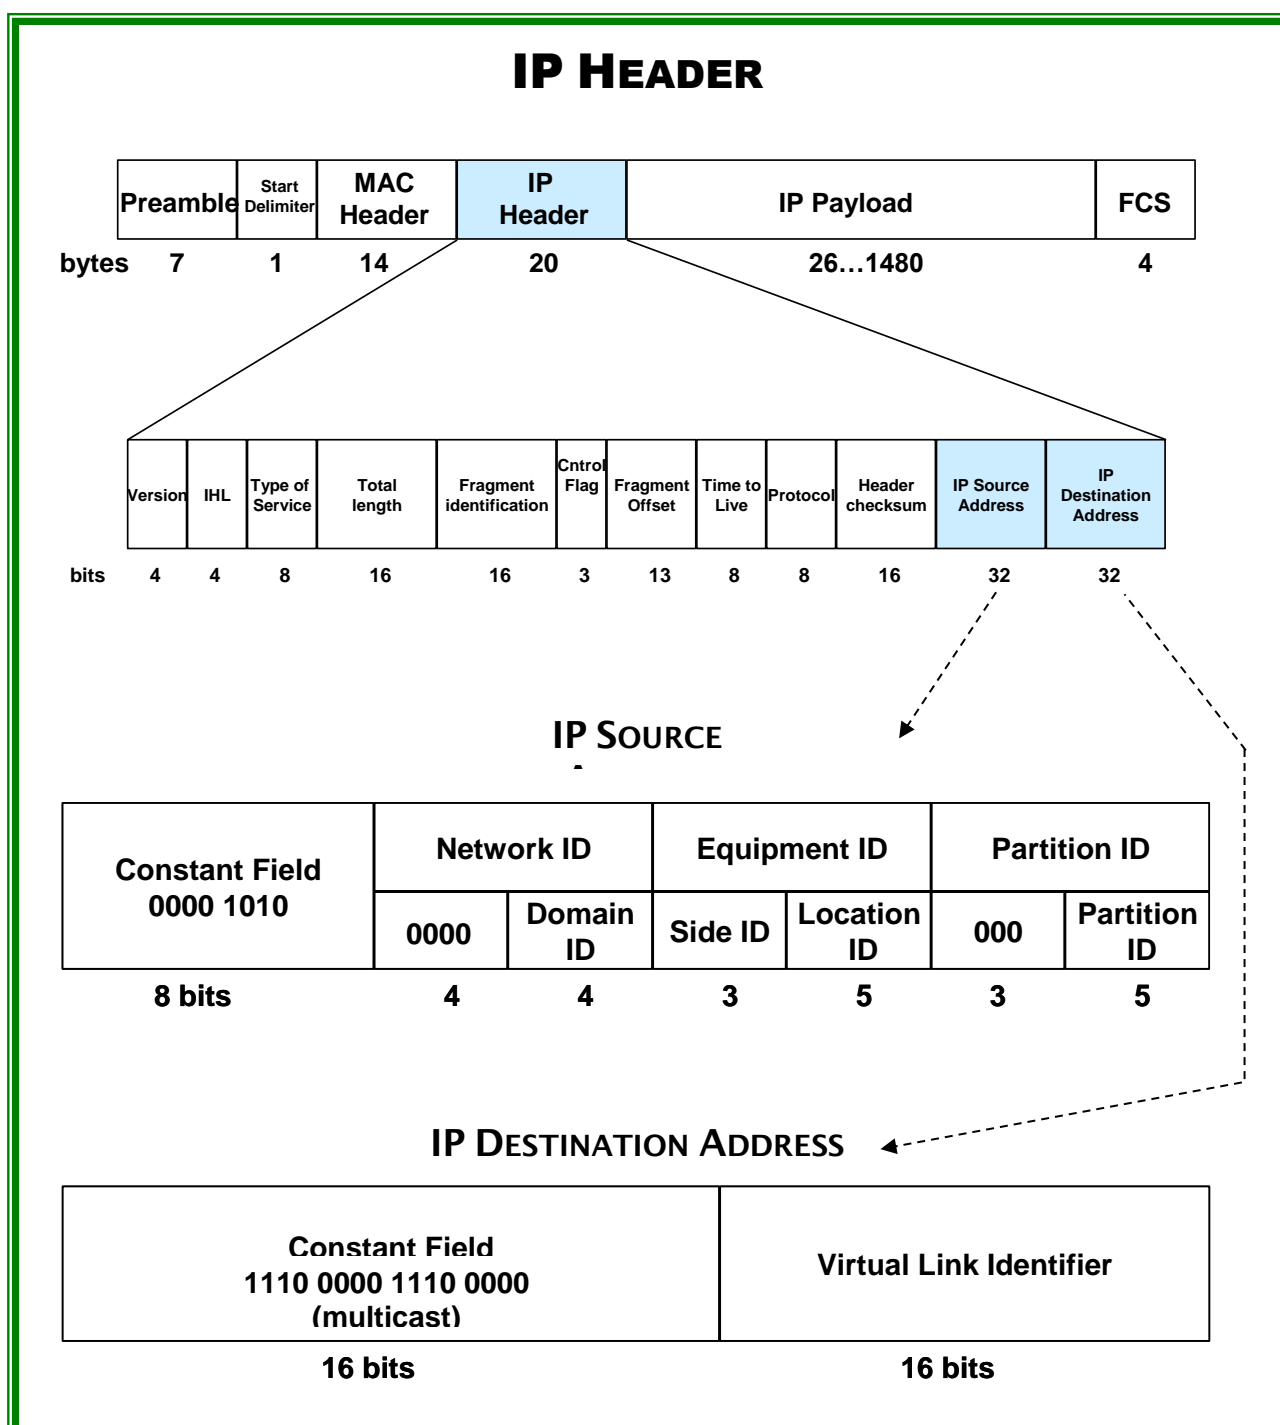 IP HEADER
Preamble
Start
Delimiter
MAC
Header
IP
Header
IP Payload
FCS
bytes 7 1 14 20 26…1480 4
Version
IHL
Type of
Service
Total
length
Fragment
identification
Cntrol
Flag
Fragment
Offset
Time to
Live
Protocol
Header
checksum
IP Source
Address
IP
Destination
Address
bits 4 4 8 16 16 3 13 8 8 16 32 32
IP SOURCE
Constant Field
0000 1010
Network ID
Equipment ID
Partition ID
0000
Domain
ID
Side ID
Location
ID
000
Partition
ID
8 bits 4 4 3 5 3 5
IP DESTINATION ADDRESS
Constant Field
1110 0000 1110 0000
(multicast)
Virtual Link Identifier
16 bits 16 bits